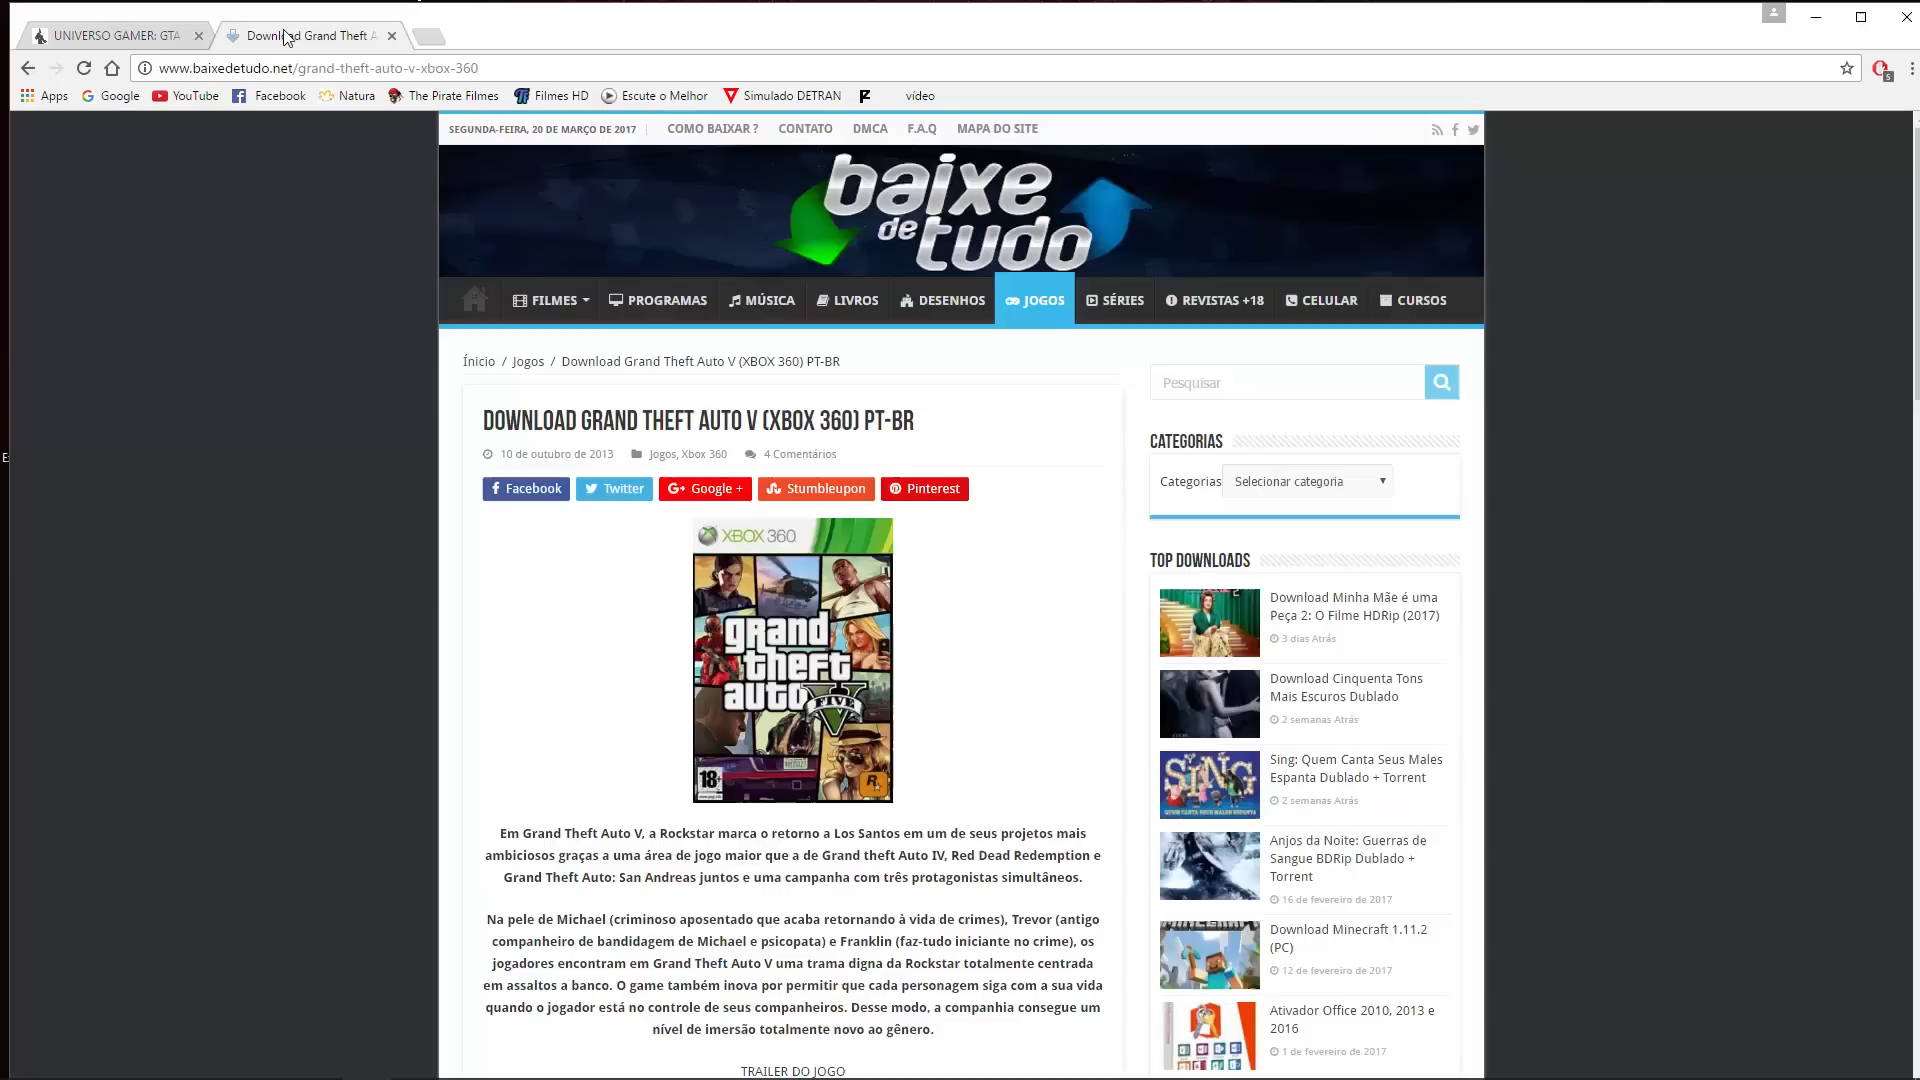 UNIVERSO GAMER: GTA
Download Grand Theft A
www.baixedetudo.net/grand-theft-auto-v-xbox-360
Apps Google YouTube Facebook Natura The Pirate Filmes Filmes HD Escute o Melhor Simulado DETRAN vídeo
SEGUNDA-FEIRA, 20 DE MARÇO DE 2017 COMO BAIXAR ? CONTATO DMCA F.A.Q MAPA DO SITE
baixe
de tudo
FILMES PROGRAMAS MÚSICA LIVROS DESENHOS JOGOS SÉRIES REVISTAS +18 CELULAR CURSOS
Ínicio / Jogos / Download Grand Theft Auto V (XBOX 360) PT-BR
DOWNLOAD GRAND THEFT AUTO V (XBOX 360) PT-BR
10 de outubro de 2013 Jogos, Xbox 360 4 Comentários
Facebook Twitter Google + Stumbleupon Pinterest
XBOX 360
grand
theft
auto
FIVE
V
18+
R
Em Grand Theft Auto V, a Rockstar marca o retorno a Los Santos em um de seus projetos mais
ambiciosos graças a uma área de jogo maior que a de Grand theft Auto IV, Red Dead Redemption e
Grand Theft Auto: San Andreas juntos e uma campanha com três protagonistas simultâneos.
Na pele de Michael (criminoso aposentado que acaba retornando à vida de crimes), Trevor (antigo
companheiro de bandidagem de Michael e psicopata) e Franklin (faz-tudo iniciante no crime), os
jogadores encontram em Grand Theft Auto V uma trama digna da Rockstar totalmente centrada
em assaltos a banco. O game também inova por permitir que cada personagem siga com a sua vida
quando o jogador está no controle de seus companheiros. Desse modo, a companhia consegue um
nível de imersão totalmente novo ao gênero.
TRAILER DO JOGO
Pesquisar
CATEGORIAS
Categorias Selecionar categoria
TOP DOWNLOADS
Download Minha Mãe é uma
Peça 2: O Filme HDRip (2017)
3 dias Atrás
Download Cinquenta Tons
Mais Escuros Dublado
2 semanas Atrás
SING
Sing: Quem Canta Seus Males
Espanta Dublado + Torrent
2 semanas Atrás
Anjos da Noite: Guerras de
Sangue BDRip Dublado +
Torrent
16 de fevereiro de 2017
MINECRAFT
Download Minecraft 1.11.2
(PC)
12 de fevereiro de 2017
Ativador Office 2010, 2013 e
2016
1 de fevereiro de 2017